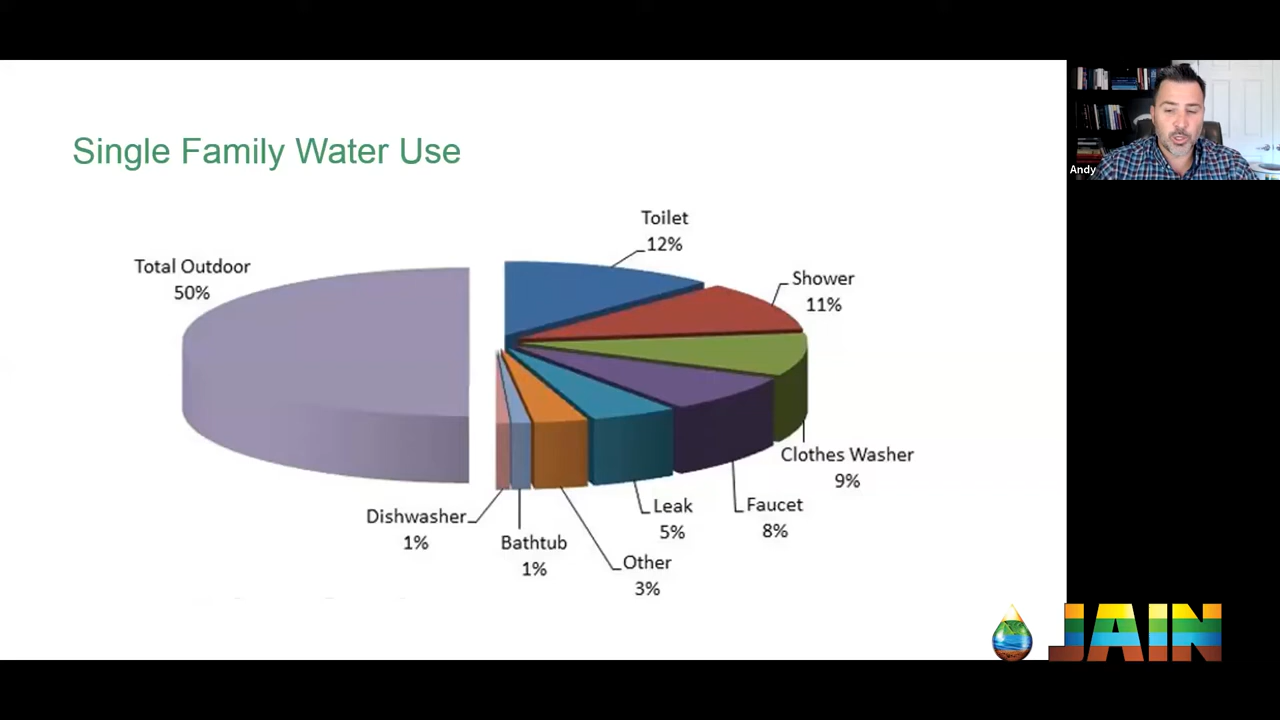 Single Family Water Use
Toilet
12%
Total Outdoor
50%
Shower
11%
Clothes Washer
9%
Faucet
8%
Leak
5%
Other
3%
Bathtub
1%
Dishwasher
1%
Andy
JAIN